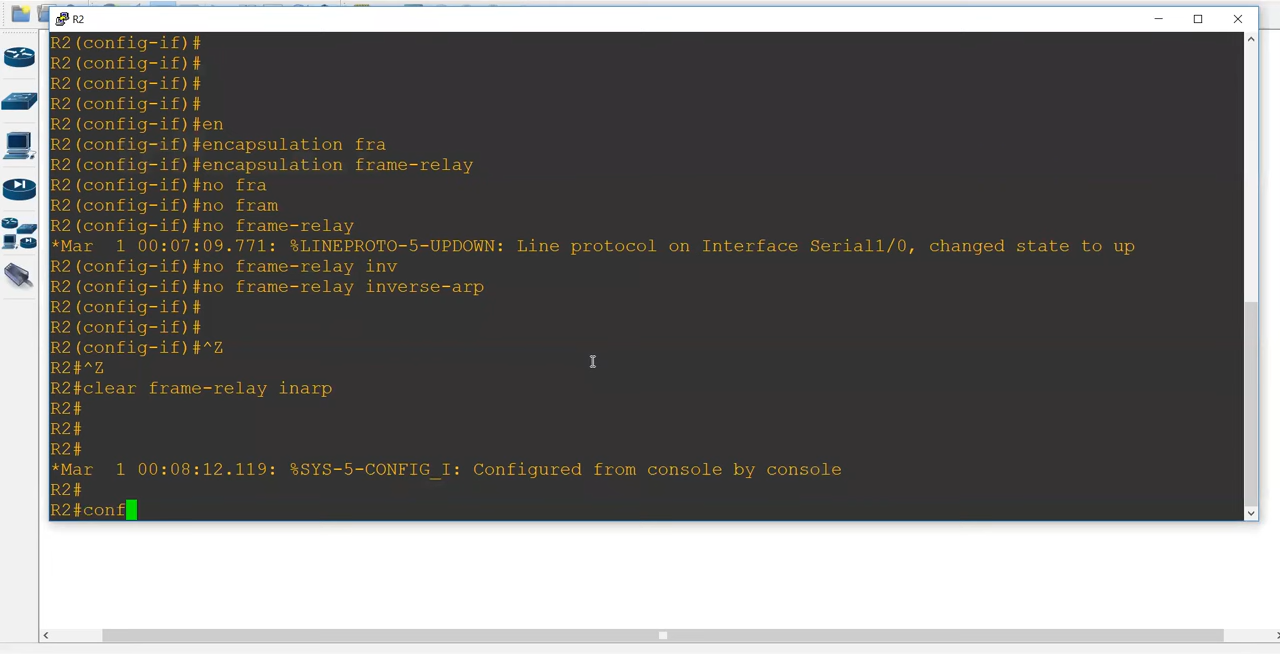 R2
R2(config-if)#
R2(config-if)#
R2(config-if)#
R2(config-if)#
R2(config-if)#en
R2(config-if)#encapsulation fra
R2(config-if)#encapsulation frame-relay
R2(config-if)#no fra
R2(config-if)#no fram
R2(config-if)#no frame-relay
*Mar  1 00:07:09.771: %LINEPROTO-5-UPDOWN: Line protocol on Interface Serial1/0, changed state to up
R2(config-if)#no frame-relay inv
R2(config-if)#no frame-relay inverse-arp
R2(config-if)#
R2(config-if)#
R2(config-if)#^Z
R2#^Z
R2#clear frame-relay inarp
R2#
R2#
R2#
*Mar  1 00:08:12.119: %SYS-5-CONFIG_I: Configured from console by console
R2#
R2#conf